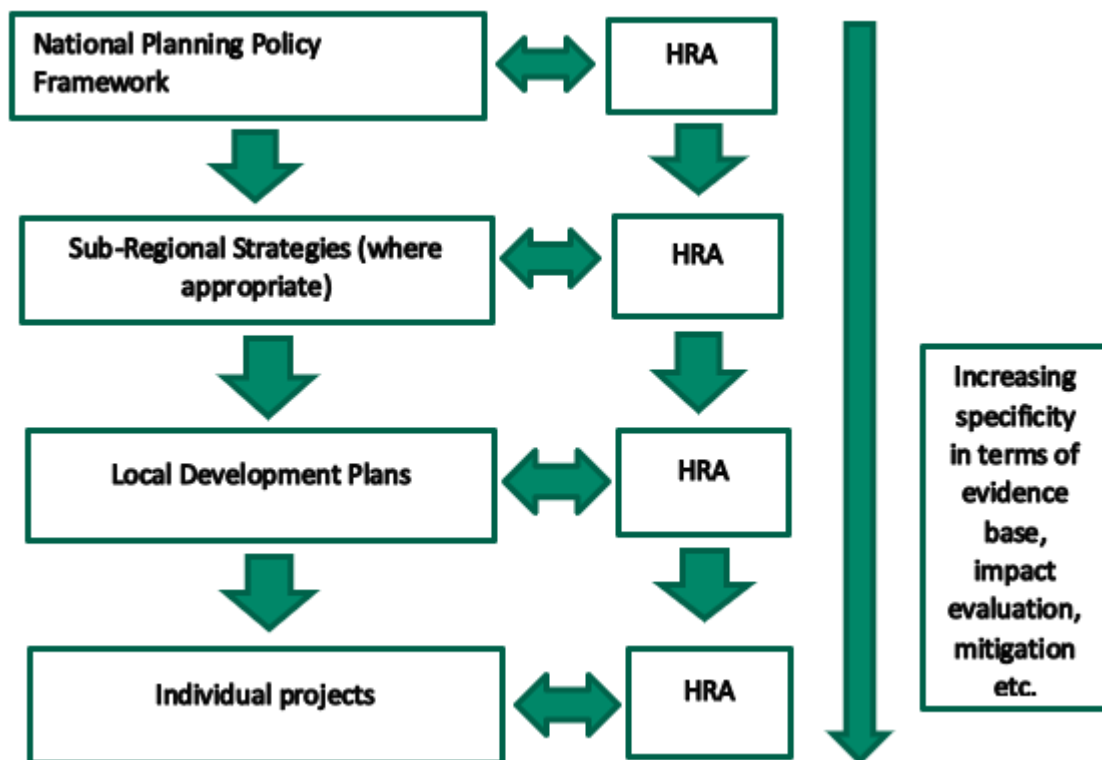 National Planning Policy
Framework
HRA
Sub-Regional Strategies (where
appropriate)
HRA
Local Development Plans
HRA
Individual projects
HRA
Increasing
specificity
in terms of
evidence
base,
impact
evaluation,
mitigation
etc.